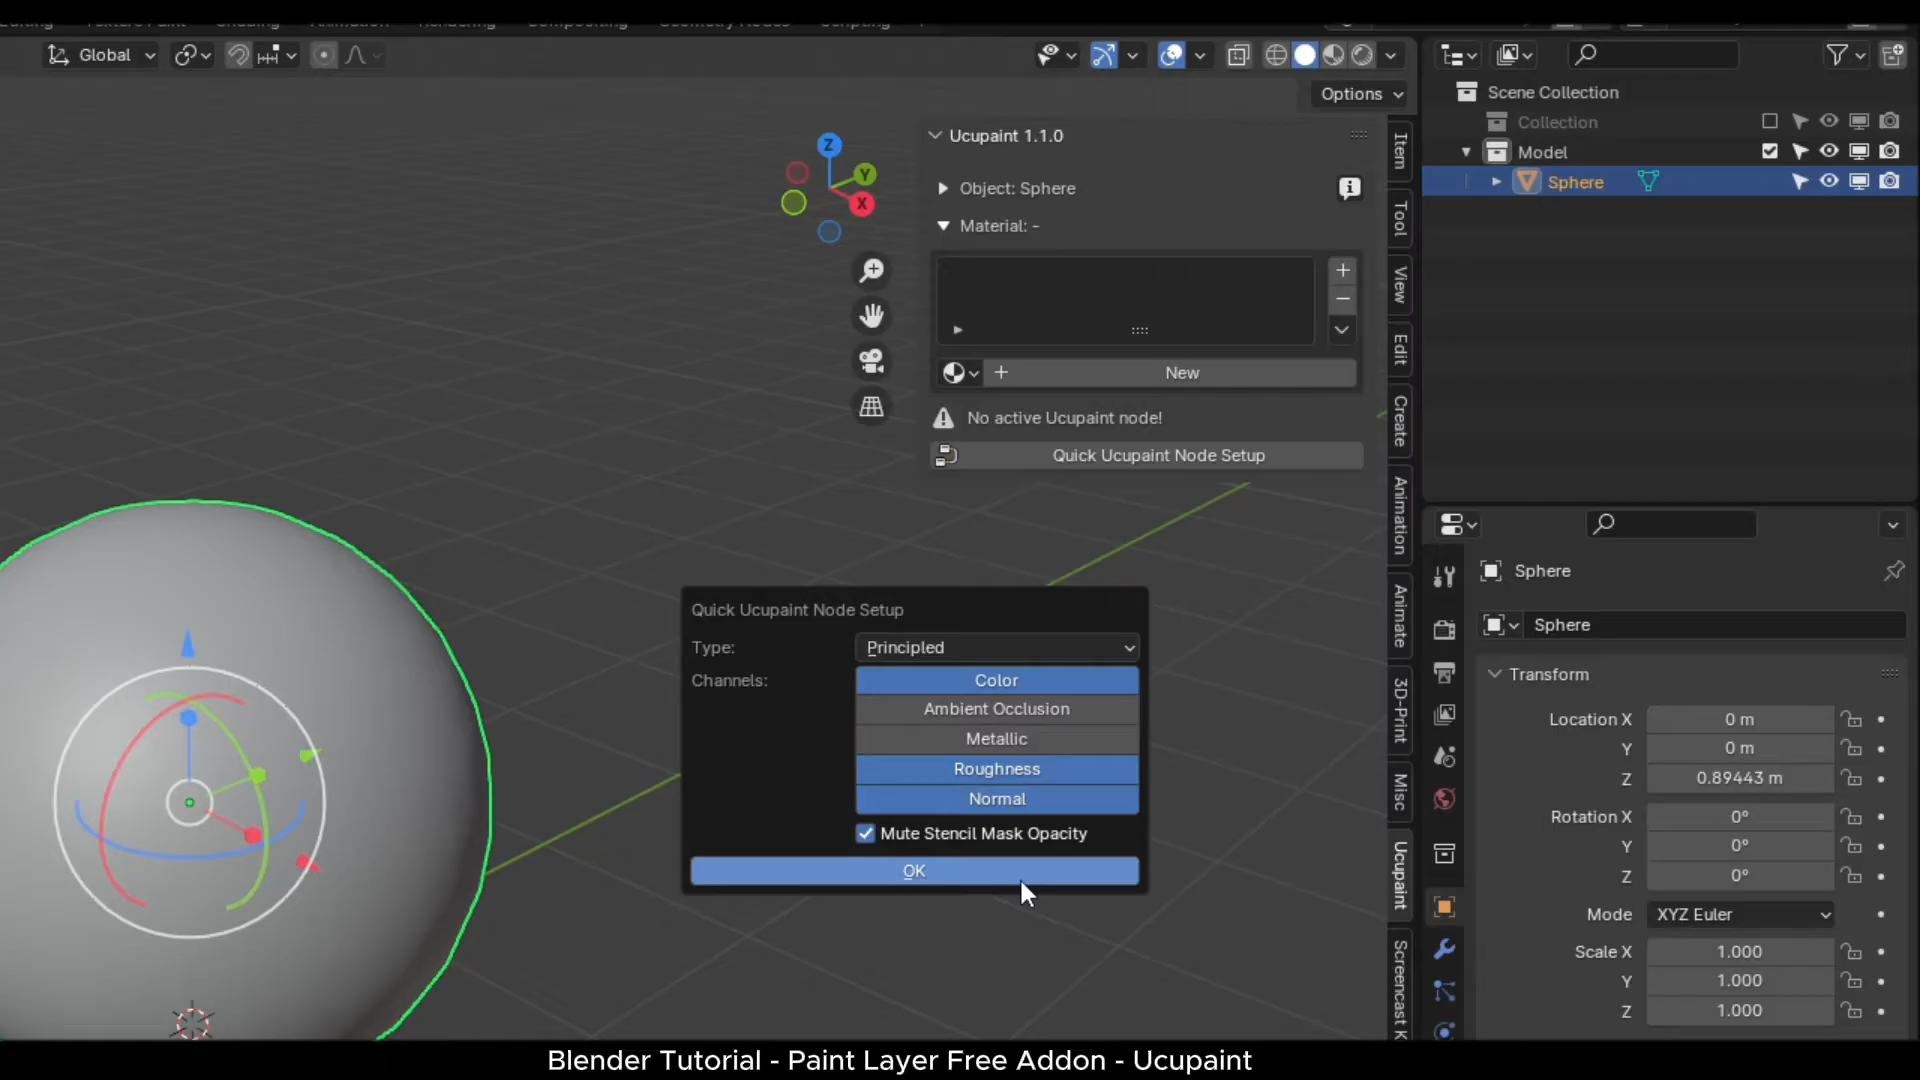 Global
Options
Ucupaint 1.1.0
Object: Sphere
Material: -
New
No active Ucupaint node!
Quick Ucupaint Node Setup
Z
Y
X
Item
Tool
View
Edit
Create
Animation
Animate
3D-Print
Misc
Ucupaint
Screencast K
Quick Ucupaint Node Setup
Type: Principled
Channels: Color
Ambient Occlusion
Metallic
Roughness
Normal
Mute Stencil Mask Opacity
OK
Scene Collection
Collection
Model
Sphere
Sphere
Sphere
Transform
Location X 0 m
Y 0 m
Z 0.89443 m
Rotation X 0°
Y 0°
Z 0°
Mode XYZ Euler
Scale X 1.000
Y 1.000
Z 1.000
Blender Tutorial - Paint Layer Free Addon - Ucupaint